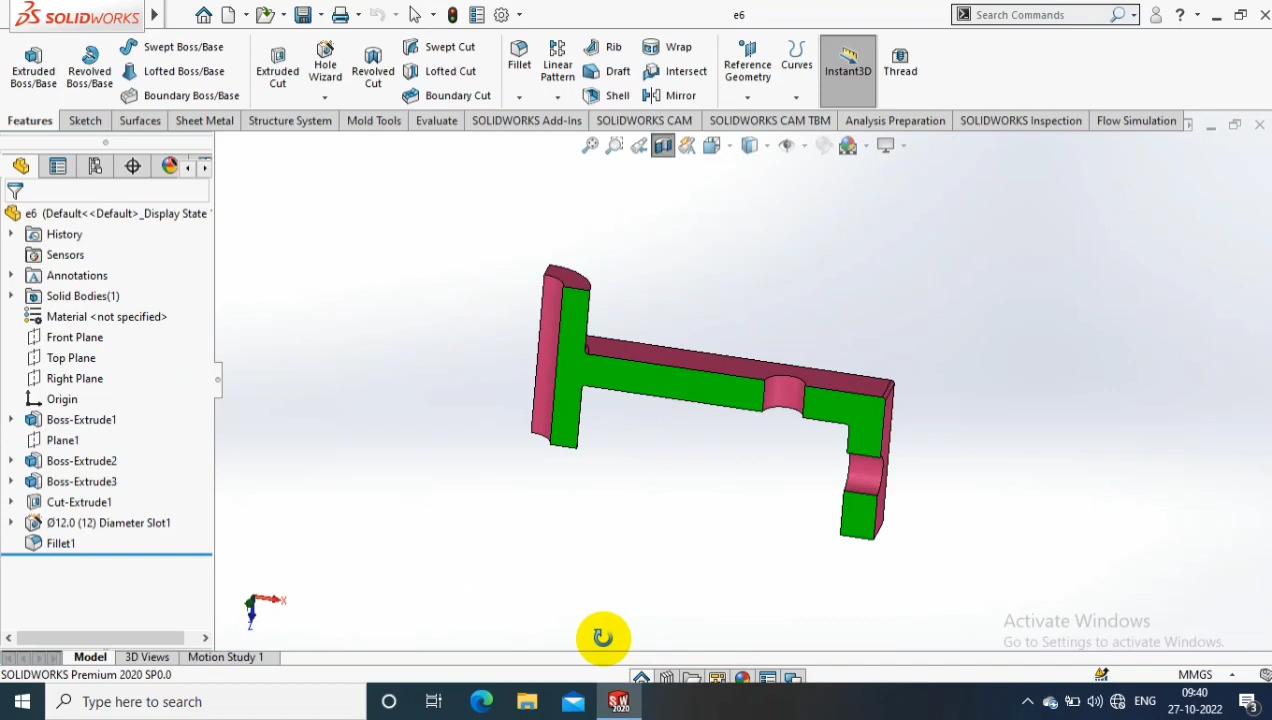 SOLIDWORKS
e6
Search Commands
Extruded Boss/Base
Revolved Boss/Base
Swept Boss/Base
Lofted Boss/Base
Boundary Boss/Base
Extruded Cut
Hole Wizard
Revolved Cut
Swept Cut
Lofted Cut
Boundary Cut
Fillet
Linear Pattern
Rib
Draft
Shell
Wrap
Intersect
Mirror
Reference Geometry
Curves
Instant3D
Thread
Features
Sketch
Surfaces
Sheet Metal
Structure System
Mold Tools
Evaluate
SOLIDWORKS Add-Ins
SOLIDWORKS CAM
SOLIDWORKS CAM TBM
Analysis Preparation
SOLIDWORKS Inspection
Flow Simulation
e6 (Default<<Default>_Display State
History
Sensors
Annotations
Solid Bodies(1)
Material <not specified>
Front Plane
Top Plane
Right Plane
Origin
Boss-Extrude1
Plane1
Boss-Extrude2
Boss-Extrude3
Cut-Extrude1
Ø12.0 (12) Diameter Slot1
Fillet1
X
Z
Activate Windows
Go to Settings to activate Windows.
Model
3D Views
Motion Study 1
SOLIDWORKS Premium 2020 SP0.0
MMGS
Type here to search
SW
2020
ENG
09:40
27-10-2022
3